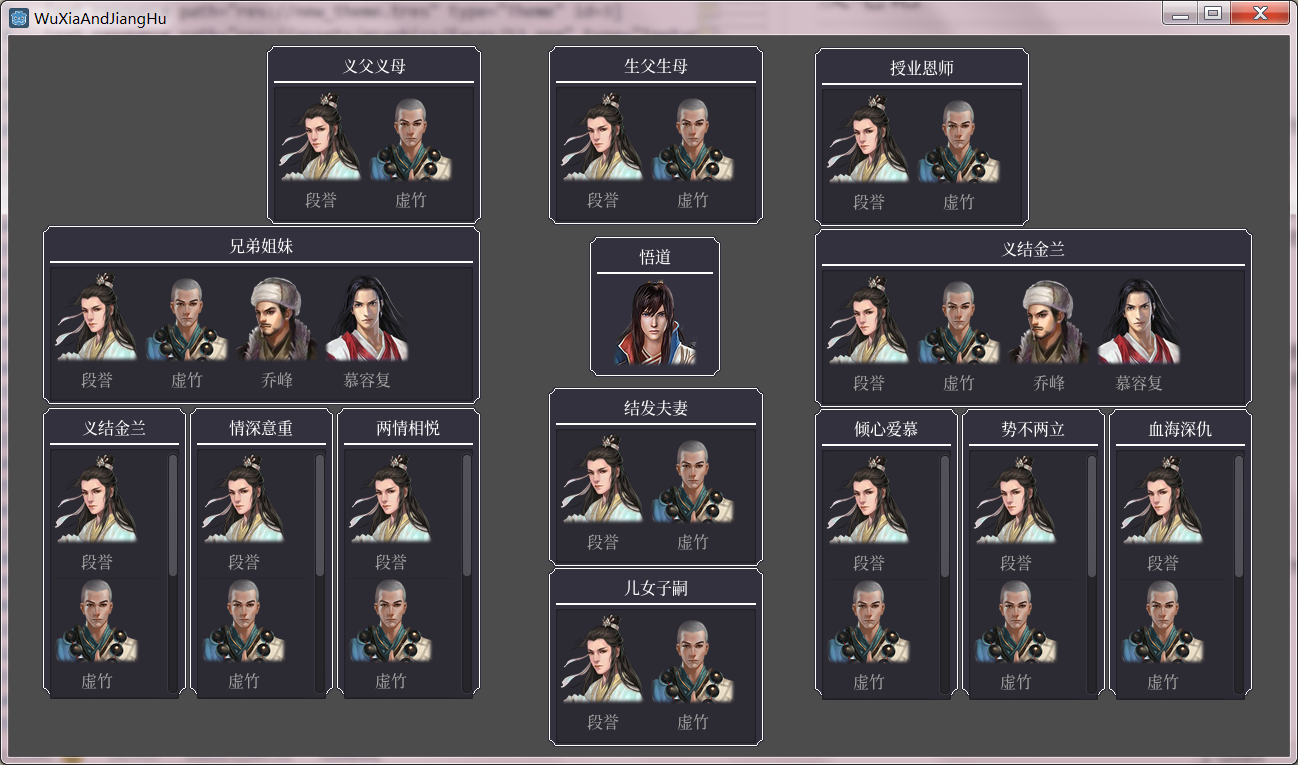 WuXiaAndJiangHu
义父义母
段誉 虚竹
生父生母
段誉 虚竹
授业恩师
段誉 虚竹
兄弟姐妹
段誉 虚竹 乔峰 慕容复
悟道
义结金兰
段誉 虚竹 乔峰 慕容复
义结金兰
段誉
虚竹
情深意重
段誉
虚竹
两情相悦
段誉
虚竹
结发夫妻
段誉 虚竹
儿女子嗣
段誉 虚竹
倾心爱慕
段誉
虚竹
势不两立
段誉
虚竹
血海深仇
段誉
虚竹